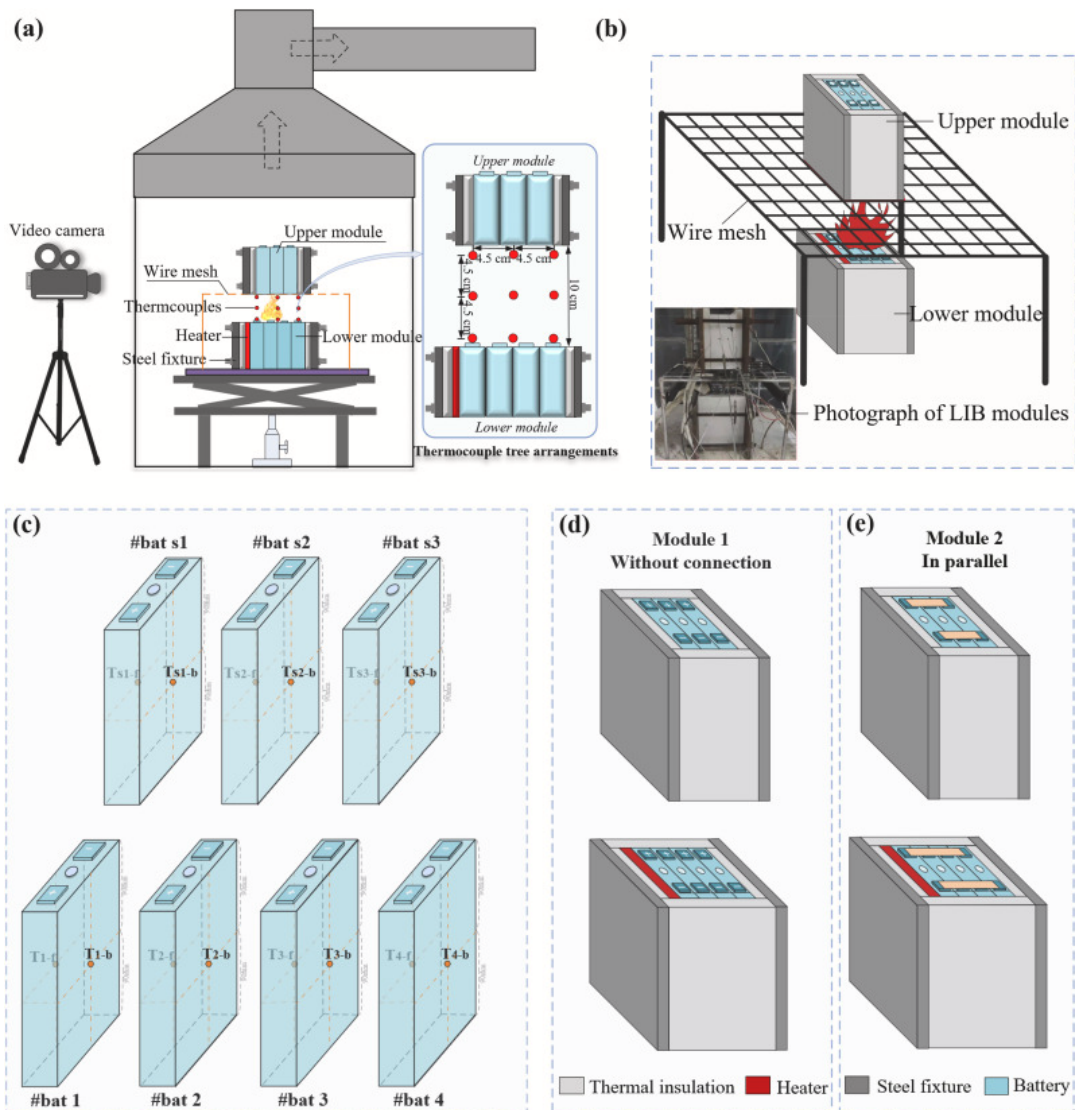 (a)
Video camera
Wire mesh
Thermcouples
Heater
Steel fixture
Upper module
Lower module
Upper module
4.5 cm
4.5 cm
4.5 cm
4.5 cm
10 cm
Lower module
Thermocouple tree arrangements
(b)
Upper module
Wire mesh
Lower module
Photograph of LIB modules
(c)
#bat s1
#bat s2
#bat s3
Ts1-f
Ts1-b
Ts2-f
Ts2-b
Ts3-f
Ts3-b
T1-f
T1-b
T2-f
T2-b
T3-f
T3-b
T4-f
T4-b
#bat 1
#bat 2
#bat 3
#bat 4
(d)
Module 1
Without connection
(e)
Module 2
In parallel
Thermal insulation
Heater
Steel fixture
Battery